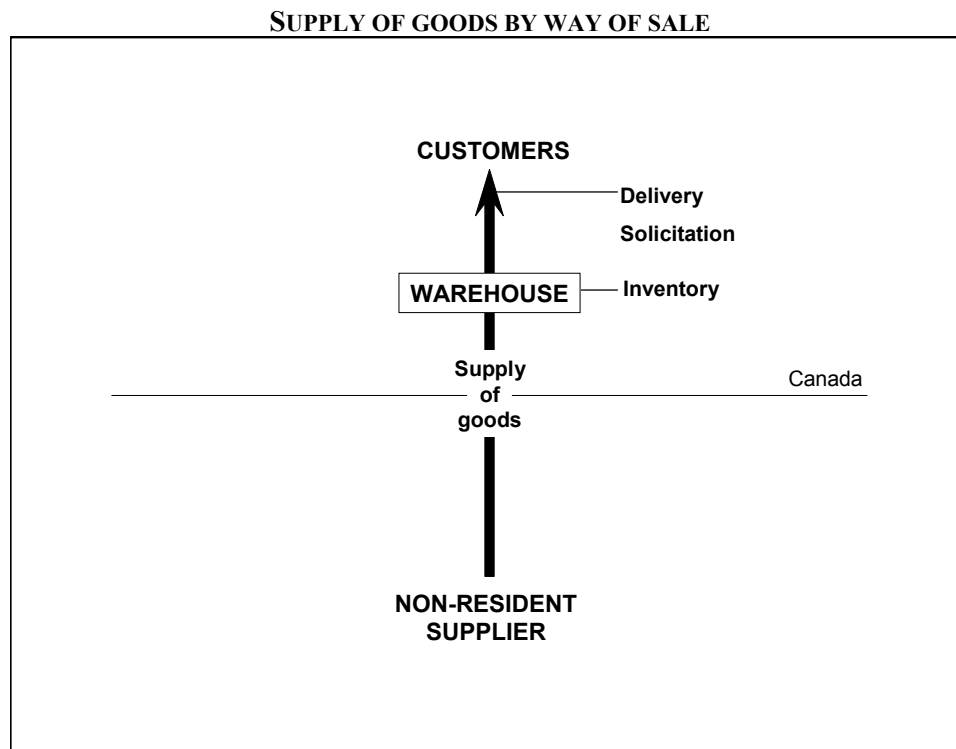 SUPPLY OF GOODS BY WAY OF SALE
CUSTOMERS
Delivery
Solicitation
WAREHOUSE
Inventory
Supply
of
goods
Canada
NON-RESIDENT
SUPPLIER